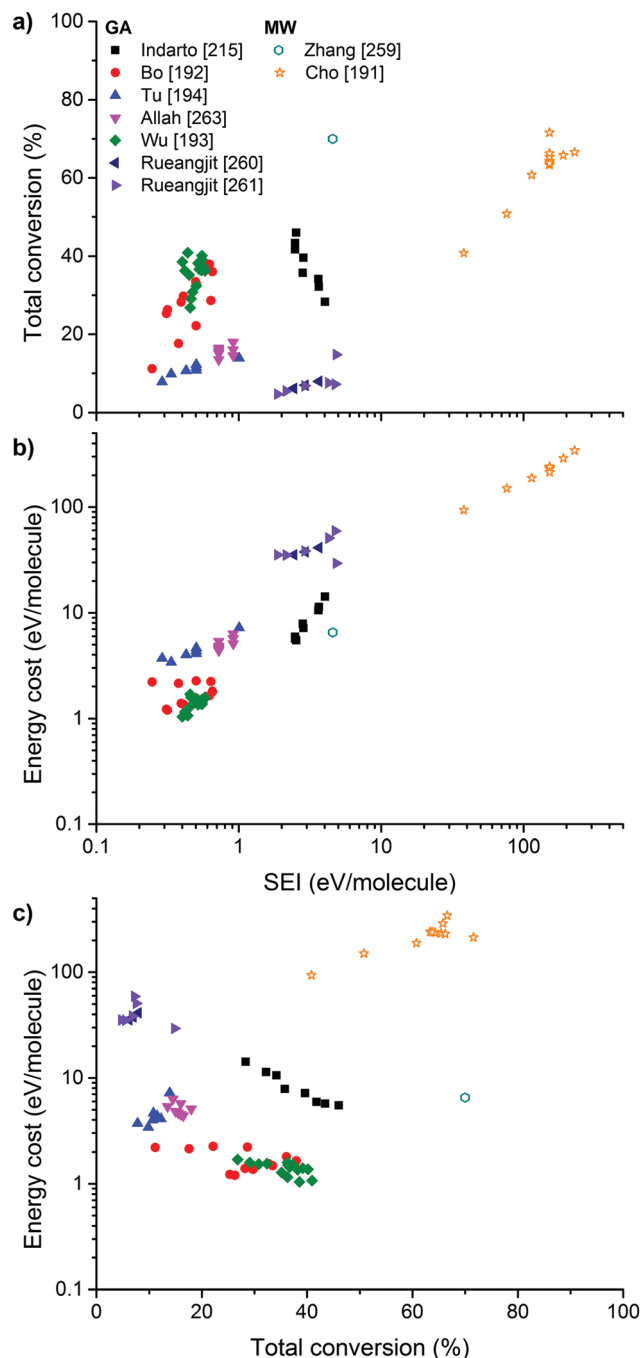 a)
GA
MW
Indarto [215]
Bo [192]
Tu [194]
Allah [263]
Wu [193]
Rueangjit [260]
Rueangjit [261]
Zhang [259]
Cho [191]
100
80
60
40
20
0
Total conversion (%)
b)
100
10
1
0.1
Energy cost (eV/molecule)
0.1
1
10
100
SEI (eV/molecule)
c)
100
10
1
0.1
Energy cost (eV/molecule)
0
20
40
60
80
100
Total conversion (%)